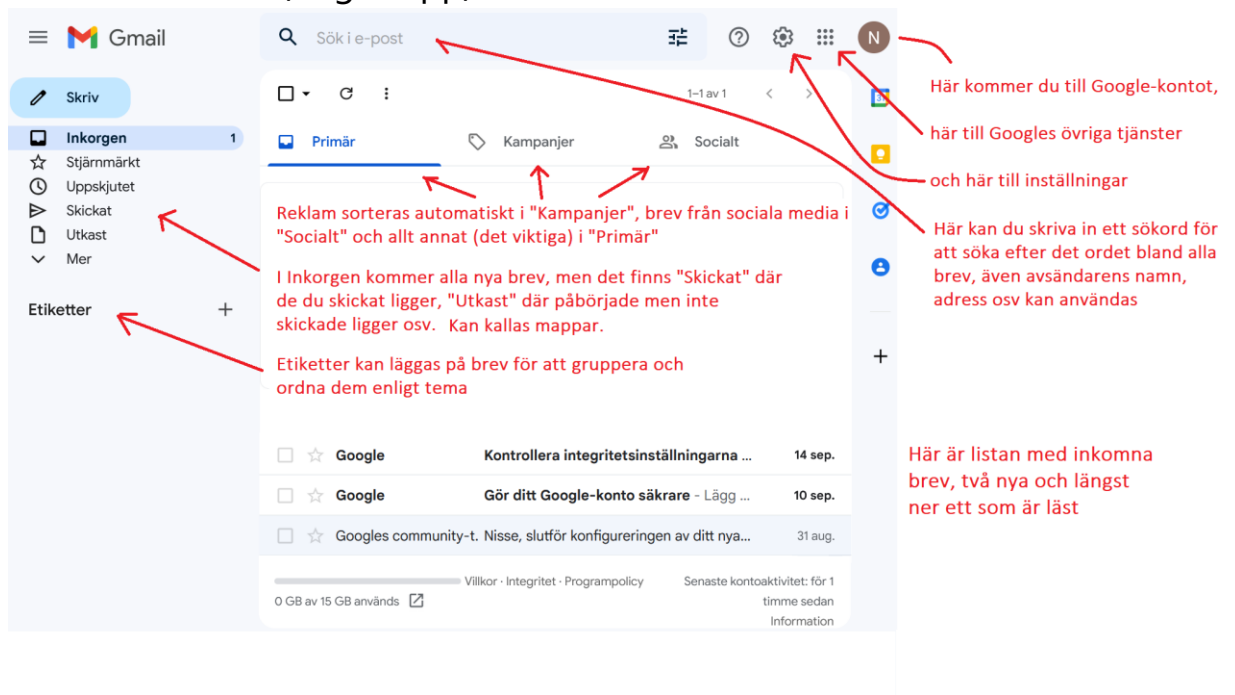 Gmail
Sök i e-post
N
Här kommer du till Google-kontot,
Skriv
1–1 av 1
här till Googles övriga tjänster
Inkorgen 1
Primär Kampanjer Socialt
Stjärnmärkt
Uppskjutet
och här till inställningar
Skickat
Reklam sorteras automatiskt i "Kampanjer", brev från sociala media i
"Socialt" och allt annat (det viktiga) i "Primär"
Utkast
Mer
Här kan du skriva in ett sökord för
att söka efter det ordet bland alla
brev, även avsändarens namn,
adress osv kan användas
I Inkorgen kommer alla nya brev, men det finns "Skickat" där
de du skickat ligger, "Utkast" där påbörjade men inte
skickade ligger osv. Kan kallas mappar.
Etiketter
Etiketter kan läggas på brev för att gruppera och
ordna dem enligt tema
Google Kontrollera integritetsinställningarna ... 14 sep.
Google Gör ditt Google-konto säkrare - Lägg ... 10 sep.
Googles community-t. Nisse, slutför konfigureringen av ditt nya... 31 aug.
Här är listan med inkomna
brev, två nya och längst
ner ett som är läst
Villkor · Integritet · Programpolicy
0 GB av 15 GB används
Senaste kontoaktivitet: för 1
timme sedan
Information